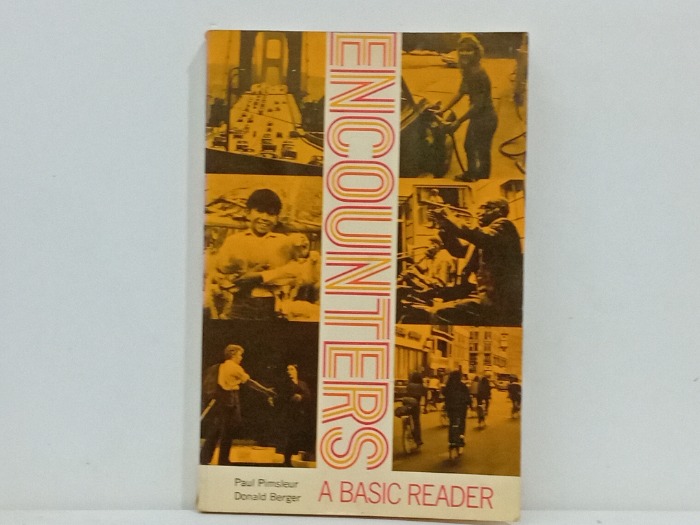 ENCOUNTERS
Paul Pimsleur
Donald Berger
A BASIC READER